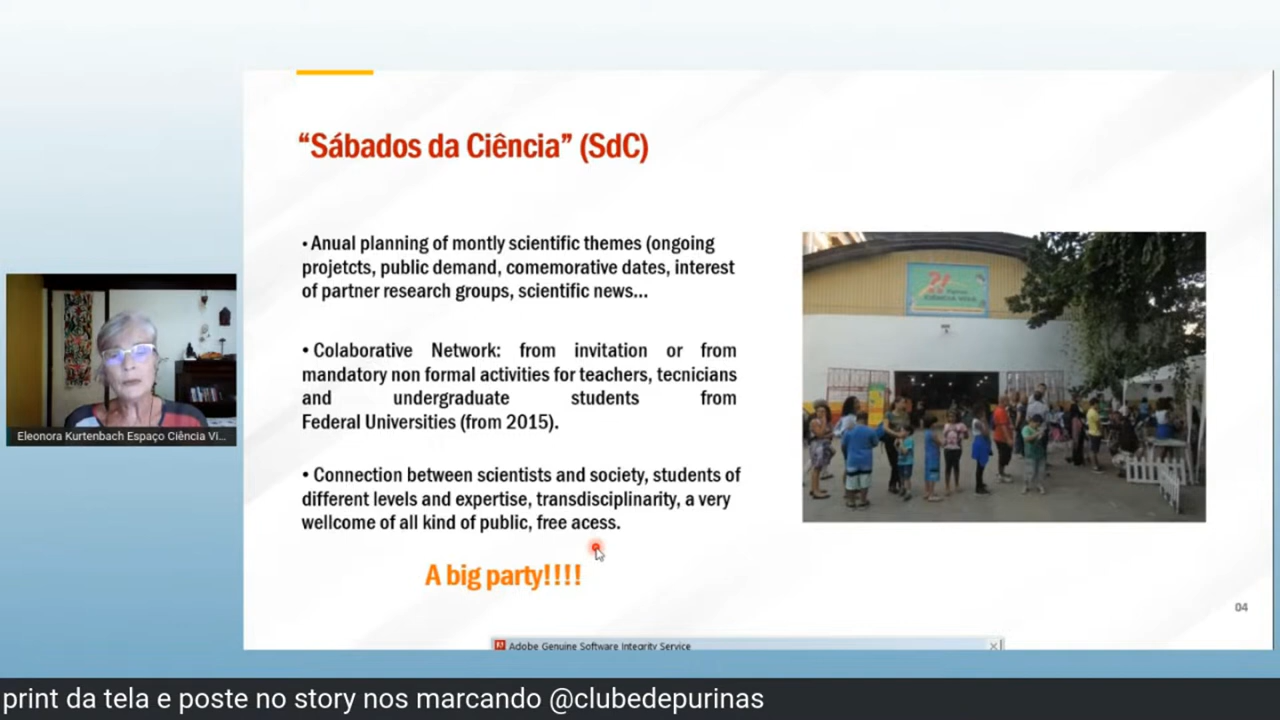 “Sábados da Ciência” (SdC)
• Anual planning of montly scientific themes (ongoing
projetcts, public demand, comemorative dates, interest
of partner research groups, scientific news...
• Colaborative Network: from invitation or from
mandatory non formal activities for teachers, tecnicians
and undergraduate students from
Federal Universities (from 2015).
• Connection between scientists and society, students of
different levels and expertise, transdisciplinarity, a very
wellcome of all kind of public, free acess.
A big party!!!!
CIÊNCIA VIVA
Eleonora Kurtenbach Espaço Ciência Vi...
04
Adobe Genuine Software Integrity Service
print da tela e poste no story nos marcando @clubedepurinas